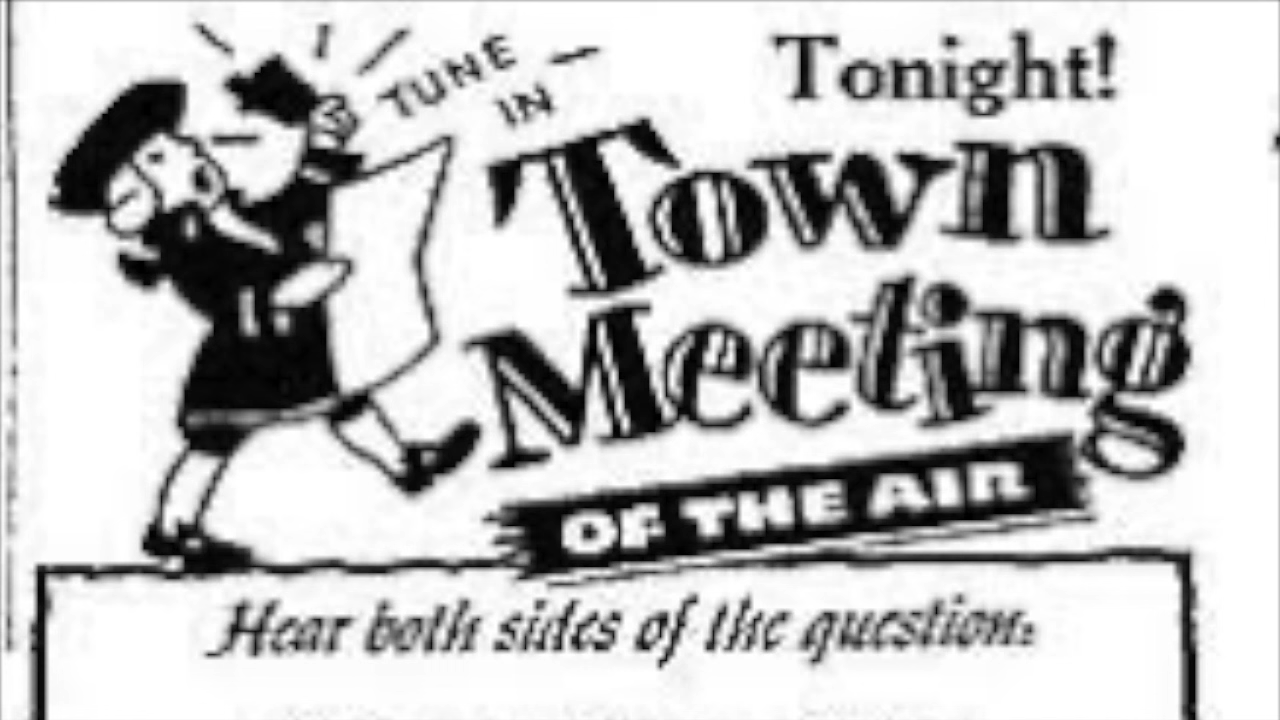 Tonight!
TUNE
IN
Town
Meeting
OF THE AIR
Hear both sides of the question: